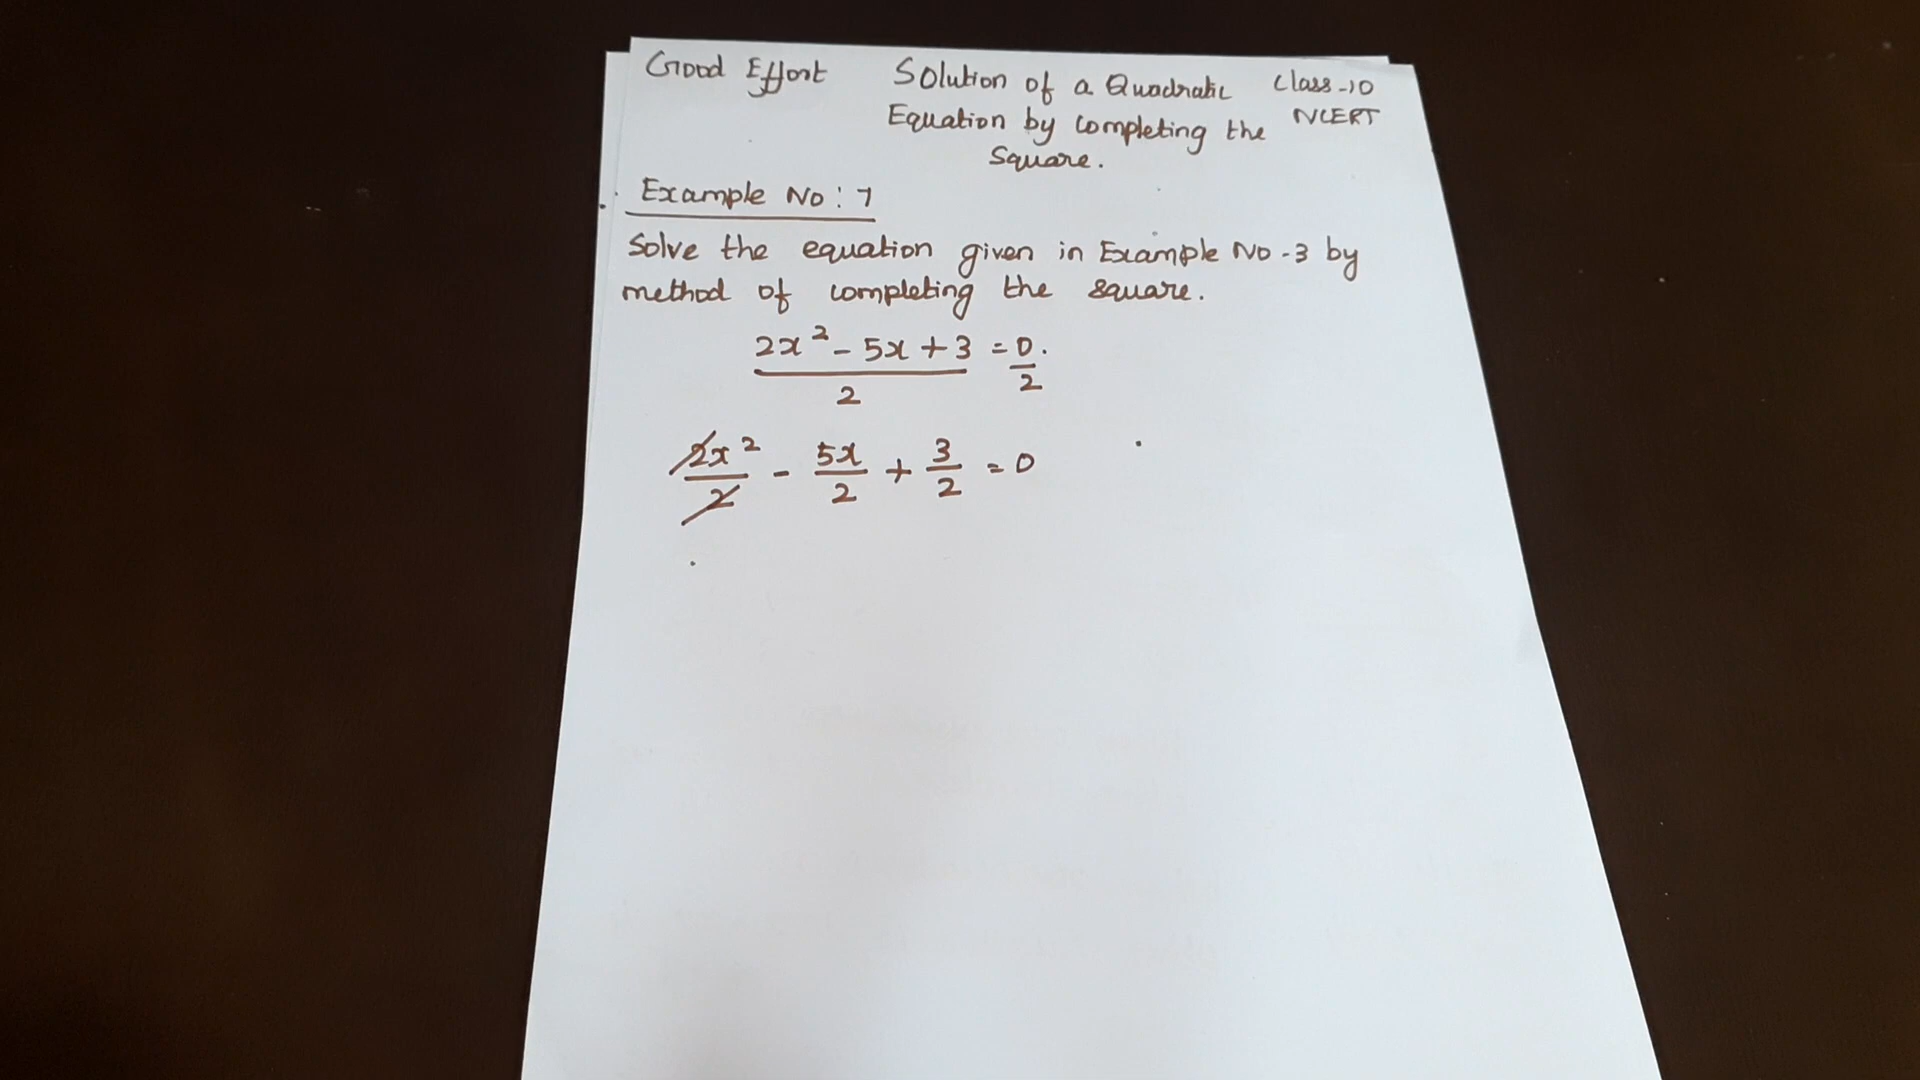 Good Effort Solution of a Quadratic Class-10
Equation by completing the NCERT
Square.
Example No: 7
Solve the equation given in Example No-3 by
method of completing the square.
2x² - 5x + 3 = 0.
2 2
2x² - 5x + 3 = 0
2 2 2